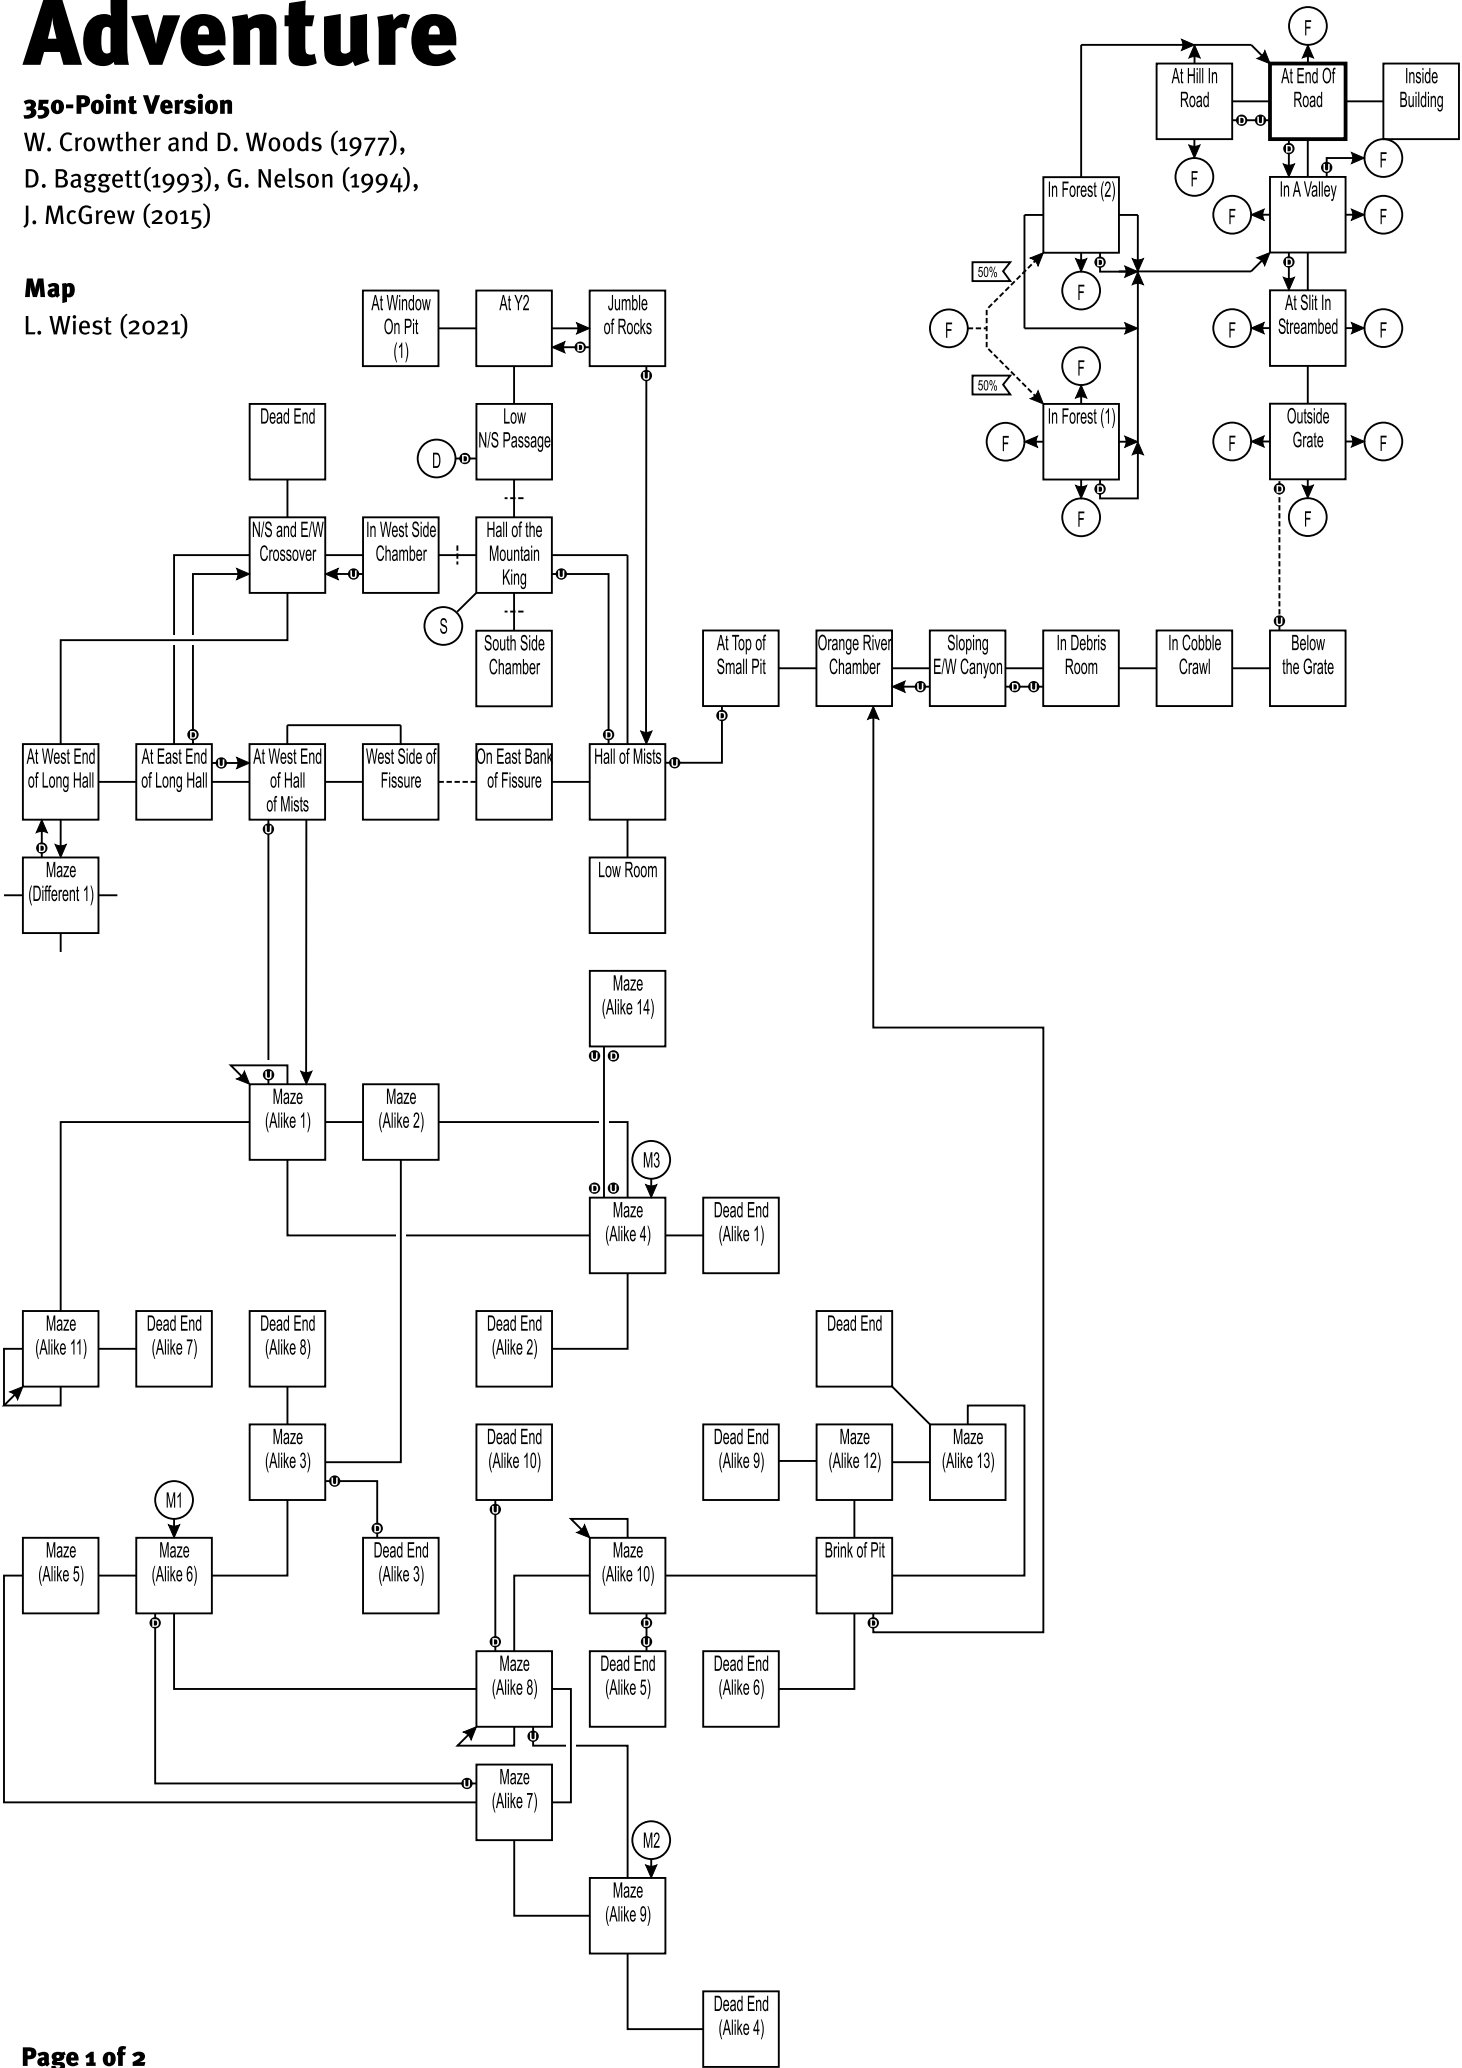 Adventure
350-Point Version
W. Crowther and D. Woods (1977),
D. Baggett(1993), G. Nelson (1994),
J. McGrew (2015)
Map
L. Wiest (2021)
F
At Hill In
Road
At End Of
Road
Inside
Building
D
U
D
U
F
F
In Forest (2)
In A Valley
F
F
50%
D
D
F
F
At Window
On Pit
(1)
At Y2
Jumble
of Rocks
D
U
At Slit In
Streambed
F
F
50%
F
Dead End
Low
N/S Passage
D
D
In Forest (1)
F
D
F
Outside
Grate
F
F
D
F
N/S and E/W
Crossover
In West Side
Chamber
Hall of the
Mountain
King
U
U
S
South Side
Chamber
At Top of
Small Pit
Orange River
Chamber
Sloping
E/W Canyon
In Debris
Room
In Cobble
Crawl
Below
the Grate
U
U
D
U
D
D
D
At West End
of Long Hall
At East End
of Long Hall
At West End
of Hall
of Mists
West Side of
Fissure
On East Bank
of Fissure
Hall of Mists
U
U
D
U
Maze
(Different 1)
Low Room
Maze
(Alike 14)
U
D
U
Maze
(Alike 1)
Maze
(Alike 2)
M3
D
U
Maze
(Alike 4)
Dead End
(Alike 1)
Maze
(Alike 11)
Dead End
(Alike 7)
Dead End
(Alike 8)
Dead End
(Alike 2)
Dead End
Maze
(Alike 3)
Dead End
(Alike 10)
Dead End
(Alike 9)
Maze
(Alike 12)
Maze
(Alike 13)
U
M1
U
D
Maze
(Alike 5)
Maze
(Alike 6)
Dead End
(Alike 3)
Maze
(Alike 10)
Brink of Pit
D
D
D
U
D
Maze
(Alike 8)
Dead End
(Alike 5)
Dead End
(Alike 6)
U
U
Maze
(Alike 7)
M2
Maze
(Alike 9)
Dead End
(Alike 4)
Page 1 of 2